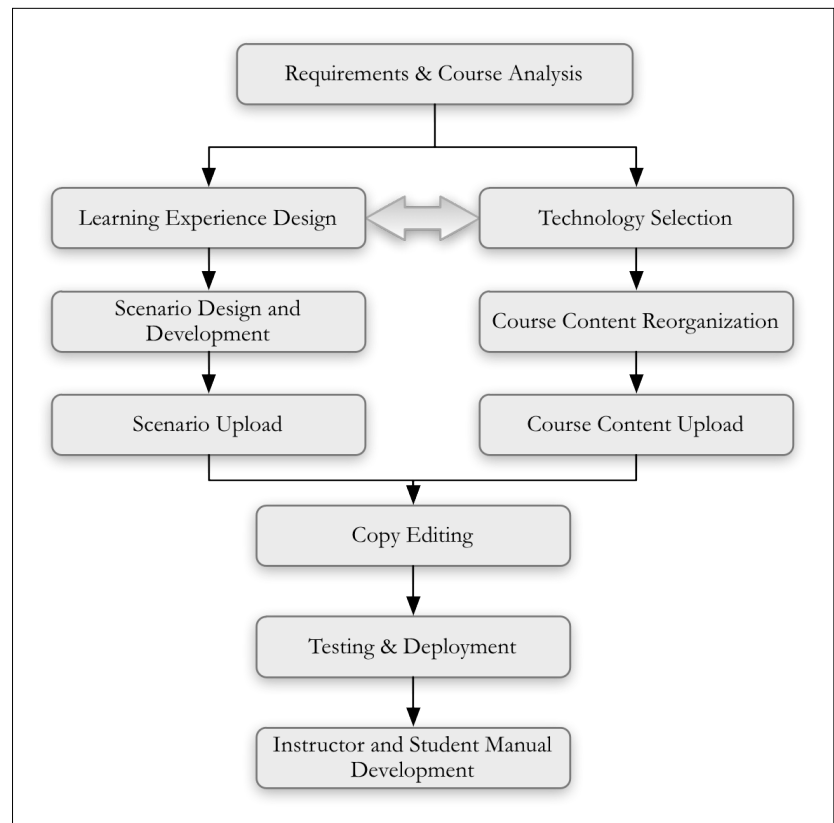 Requirements & Course Analysis
Learning Experience Design
Technology Selection
Scenario Design and
Development
Course Content Reorganization
Scenario Upload
Course Content Upload
Copy Editing
Testing & Deployment
Instructor and Student Manual
Development